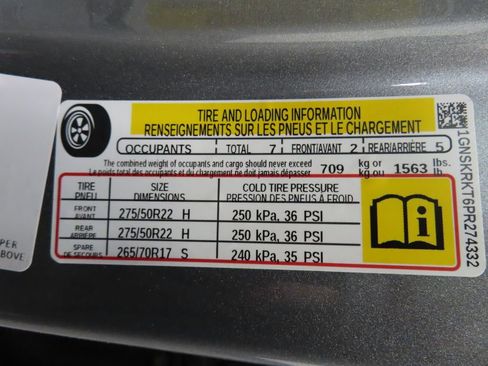 TIRE AND LOADING INFORMATION
RENSEIGNEMENTS SUR LES PNEUS ET LE CHARGEMENT
OCCUPANTS TOTAL 7 FRONT/AVANT 2 REAR/ARRIÈRE 5
The combined weight of occupants and cargo should never exceed 709 kg or 1563 lbs.
Le poids total des occupants et du chargement ne doit jamais dépasser kg ou lb
TIRE SIZE COLD TIRE PRESSURE
PNEU DIMENSIONS PRESSION DES PNEUS A FROID
FRONT
AVANT 275/50R22 H 250 kPa, 36 PSI
REAR
ARRIÈRE 275/50R22 H 250 kPa, 36 PSI
SPARE
DE SECOURS 265/70R17 S 240 kPa, 35 PSI
1GNSKRKT6PR274332
PER
ABOVE